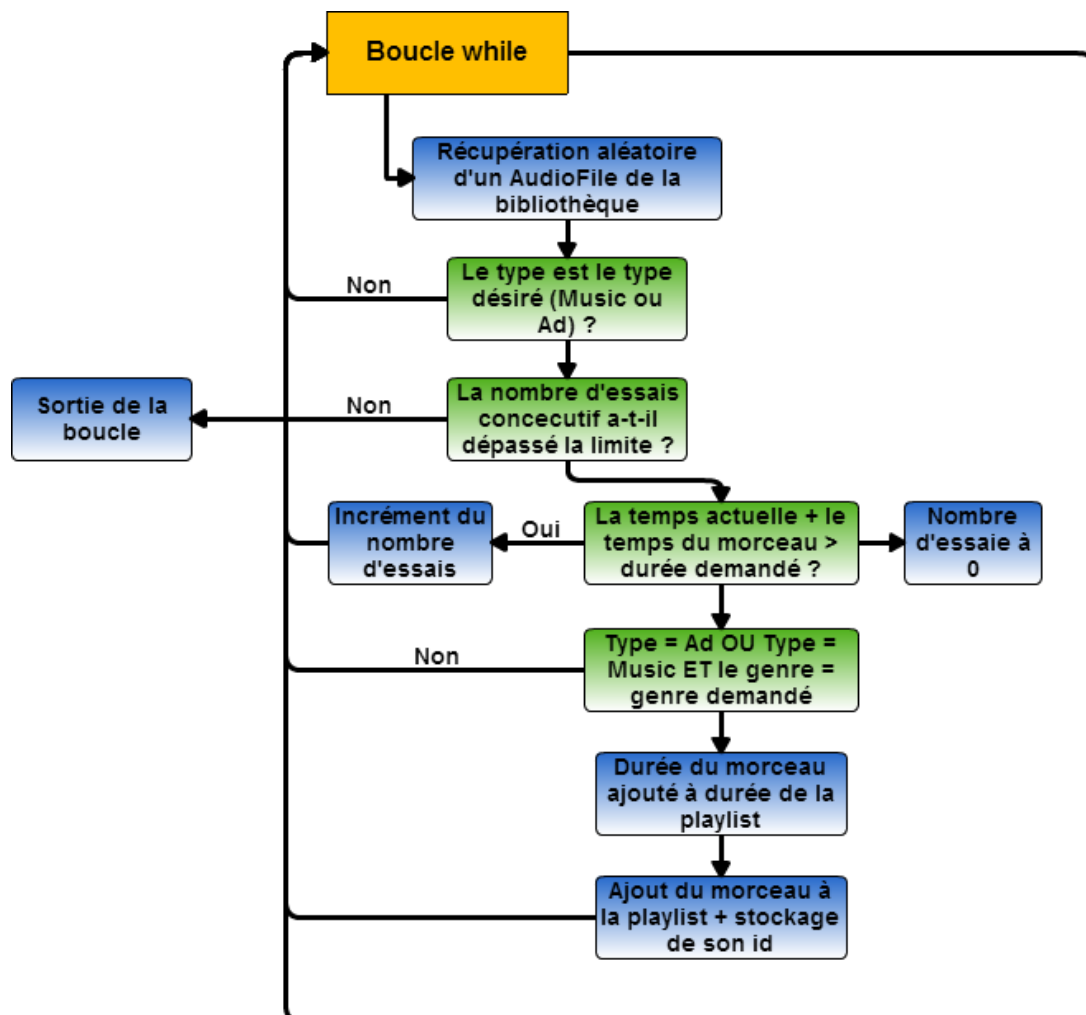 Boucle while
Récupération aléatoire
d'un AudioFile de la
bibliothèque
Non
Le type est le type
désiré (Music ou
Ad) ?
Sortie de la
boucle
Non
La nombre d'essais
concecutif a-t-il
dépassé la limite ?
Incrément du
nombre
d'essais
Oui
La temps actuelle + le
temps du morceau >
durée demandé ?
Nombre
d'essaie à
0
Non
Type = Ad OU Type =
Music ET le genre =
genre demandé
Durée du morceau
ajouté à durée de la
playlist
Ajout du morceau à
la playlist + stockage
de son id